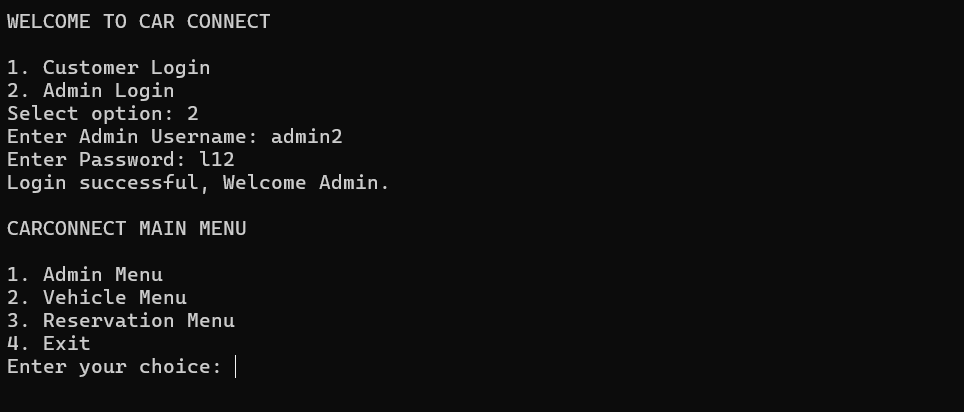 WELCOME TO CAR CONNECT
1. Customer Login
2. Admin Login
Select option: 2
Enter Admin Username: admin2
Enter Password: l12
Login successful, Welcome Admin.
CARCONNECT MAIN MENU
1. Admin Menu
2. Vehicle Menu
3. Reservation Menu
4. Exit
Enter your choice: